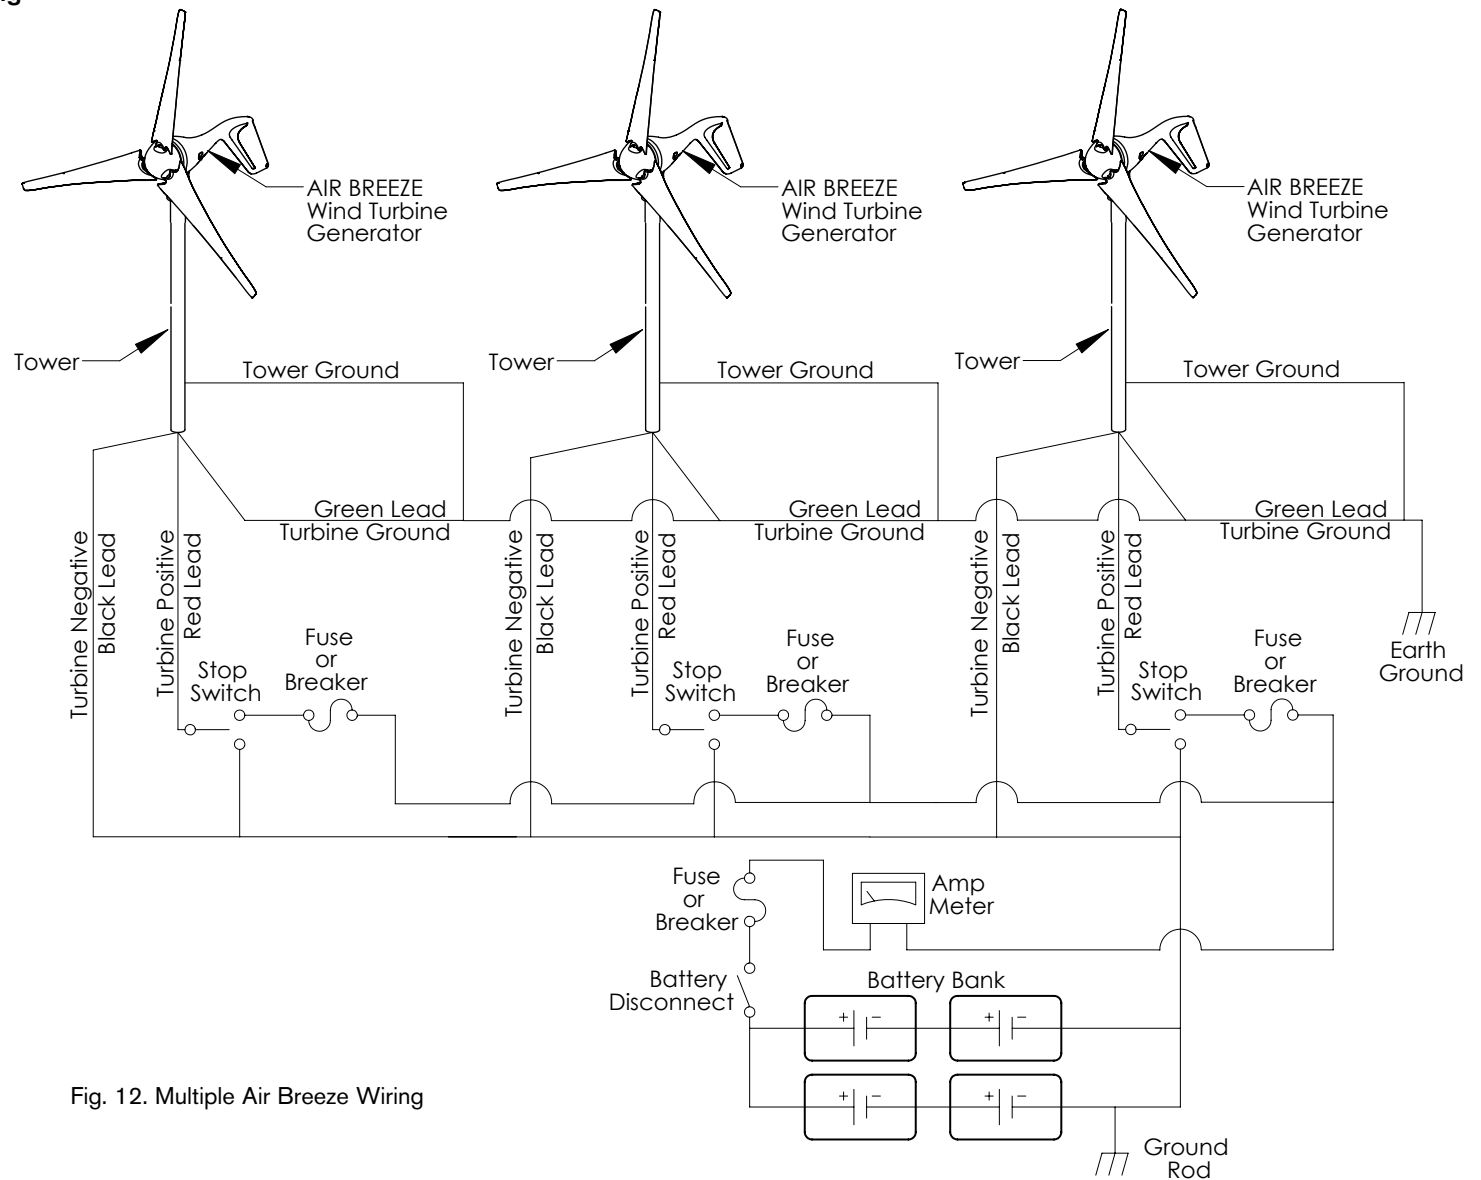 AIR BREEZE
Wind Turbine
Generator
AIR BREEZE
Wind Turbine
Generator
AIR BREEZE
Wind Turbine
Generator
Tower
Tower
Tower
Tower Ground
Tower Ground
Tower Ground
Green Lead
Turbine Ground
Green Lead
Turbine Ground
Green Lead
Turbine Ground
Turbine Negative
Black Lead
Turbine Positive
Red Lead
Turbine Negative
Black Lead
Turbine Positive
Red Lead
Turbine Negative
Black Lead
Turbine Positive
Red Lead
Stop
Switch
Fuse
or
Breaker
Stop
Switch
Fuse
or
Breaker
Stop
Switch
Fuse
or
Breaker
Earth
Ground
Fuse
or
Breaker
Amp
Meter
Battery
Disconnect
Battery Bank
+ −
+ −
+ −
+ −
Ground
Rod
Fig. 12. Multiple Air Breeze Wiring